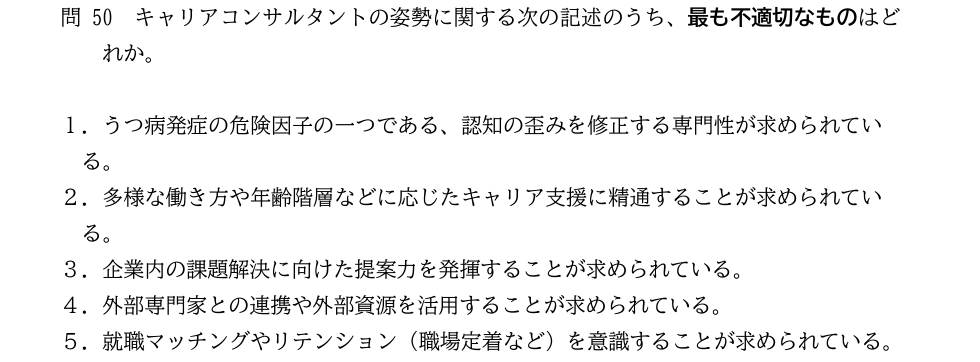 問 50　キャリアコンサルタントの姿勢に関する次の記述のうち、最も不適切なものはど
れか。
１．うつ病発症の危険因子の一つである、認知の歪みを修正する専門性が求められてい
る。
２．多様な働き方や年齢階層などに応じたキャリア支援に精通することが求められてい
る。
３．企業内の課題解決に向けた提案力を発揮することが求められている。
４．外部専門家との連携や外部資源を活用することが求められている。
５．就職マッチングやリテンション（職場定着など）を意識することが求められている。